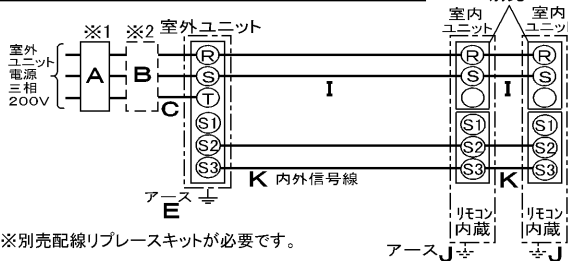 ※1
※2
室外ユニット
室内
ユニット
室内
ユニット
室外
ユニット
電源
三相
200V
A
B
C
R
S
T
S1
S2
S3
I
R
S
S1
S2
S3
I
R
S
S1
S2
S3
K 内外信号線
K
アース
E
リモコン
内蔵
リモコン
内蔵
アース J
J
※別売配線リプレースキットが必要です。